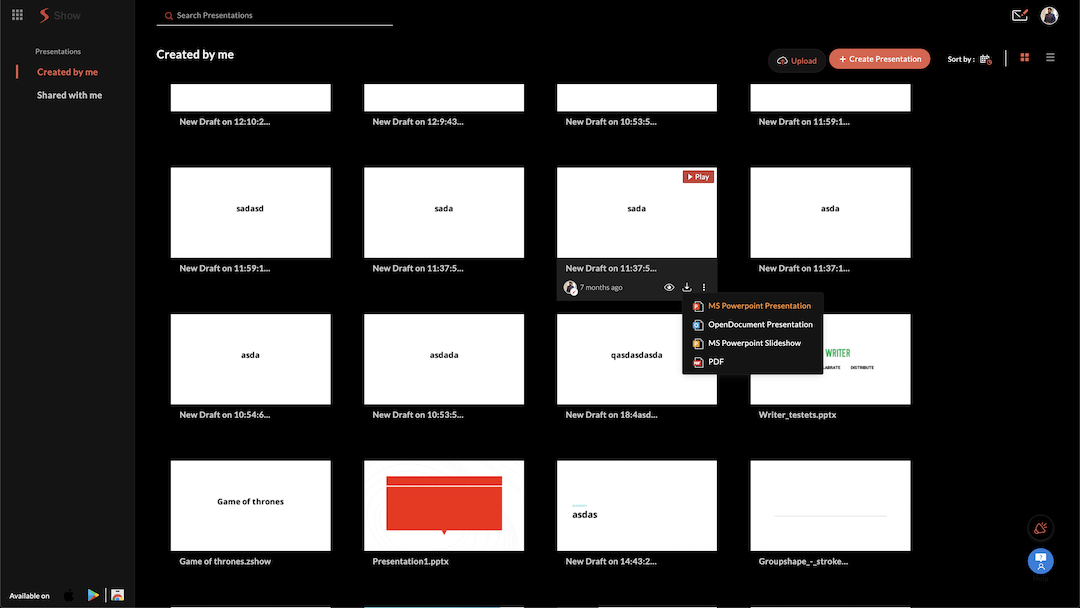 Show
Search Presentations
Presentations
Created by me
Shared with me
Created by me
Upload
+ Create Presentation
Sort by :
New Draft on 12:10:2...
New Draft on 12:9:43...
New Draft on 10:53:5...
New Draft on 11:59:1...
sadasd
sada
Play
sada
asda
New Draft on 11:59:1...
New Draft on 11:37:5...
New Draft on 11:37:5...
New Draft on 11:37:1...
7 months ago
MS Powerpoint Presentation
OpenDocument Presentation
MS Powerpoint Slideshow
PDF
asda
asdada
qasdasdasda
WRITER
LABRATE DISTRIBUTE
New Draft on 10:54:6...
New Draft on 10:53:5...
New Draft on 18:4asd...
Writer_testets.pptx
Game of thrones
asdas
Game of thrones.zshow
Presentation1.pptx
New Draft on 14:43:2...
Groupshape_-_stroke...
Help
Available on